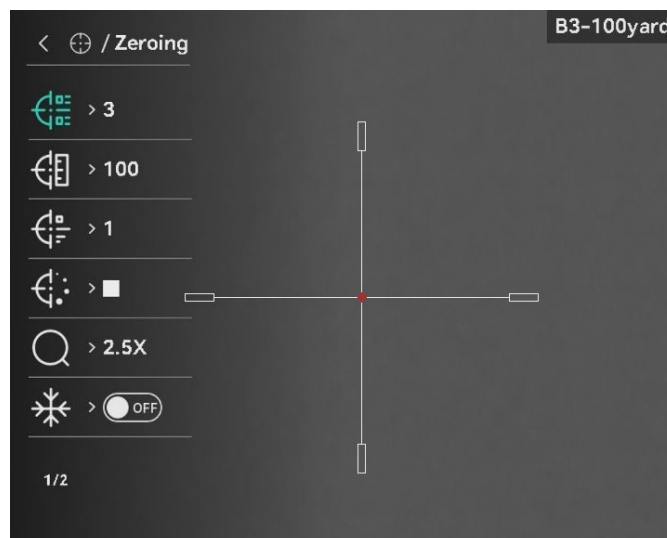 B3-100yard
< / Zeroing
> 3
> 100
> 1
>
> 2.5X
> OFF
1/2